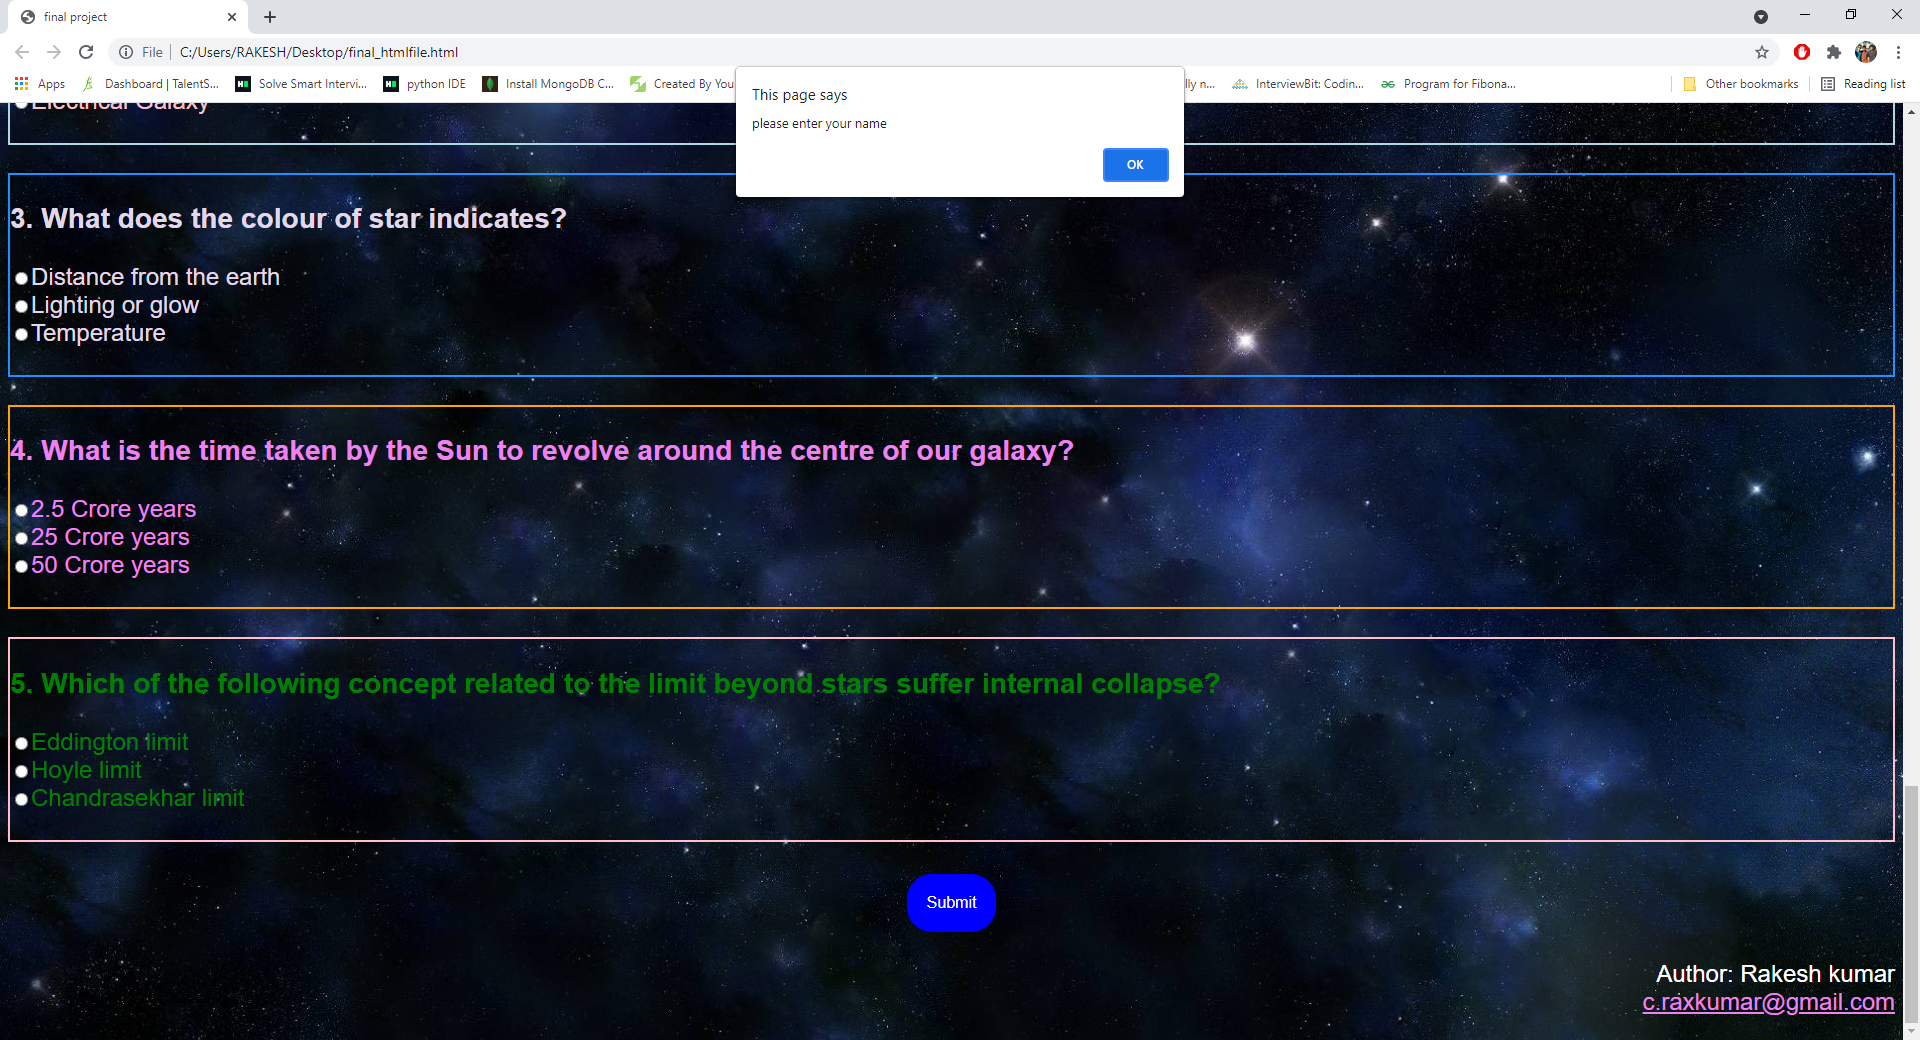 final project
File
C:/Users/RAKESH/Desktop/final_htmlfile.html
Apps
Dashboard | TalentS...
Solve Smart Intervi...
python IDE
Install MongoDB C...
Created By You
lly n...
InterviewBit: Codin...
Program for Fibona...
Other bookmarks
Reading list
This page says
please enter your name
OK
Electrical Galaxy
3. What does the colour of star indicates?
Distance from the earth
Lighting or glow
Temperature
4. What is the time taken by the Sun to revolve around the centre of our galaxy?
2.5 Crore years
25 Crore years
50 Crore years
5. Which of the following concept related to the limit beyond stars suffer internal collapse?
Eddington limit
Hoyle limit
Chandrasekhar limit
Submit
Author: Rakesh kumar
c.raxkumar@gmail.com